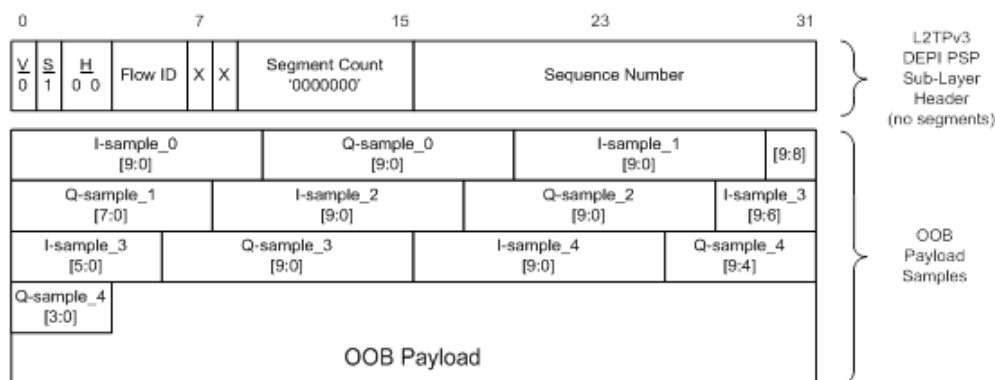 0 7 15 23 31
V S H Flow ID X X Segment Count Sequence Number
0 1 0 0 '0000000'
L2TPv3
DEPI PSP
Sub-Layer
Header
(no segments)
I-sample_0 Q-sample_0 I-sample_1 [9:8]
[9:0] [9:0] [9:0]
Q-sample_1 I-sample_2 Q-sample_2 I-sample_3
[7:0] [9:0] [9:0] [9:6]
I-sample_3 Q-sample_3 I-sample_4 Q-sample_4
[5:0] [9:0] [9:0] [9:4]
Q-sample_4
[3:0]
OOB Payload
OOB
Payload
Samples